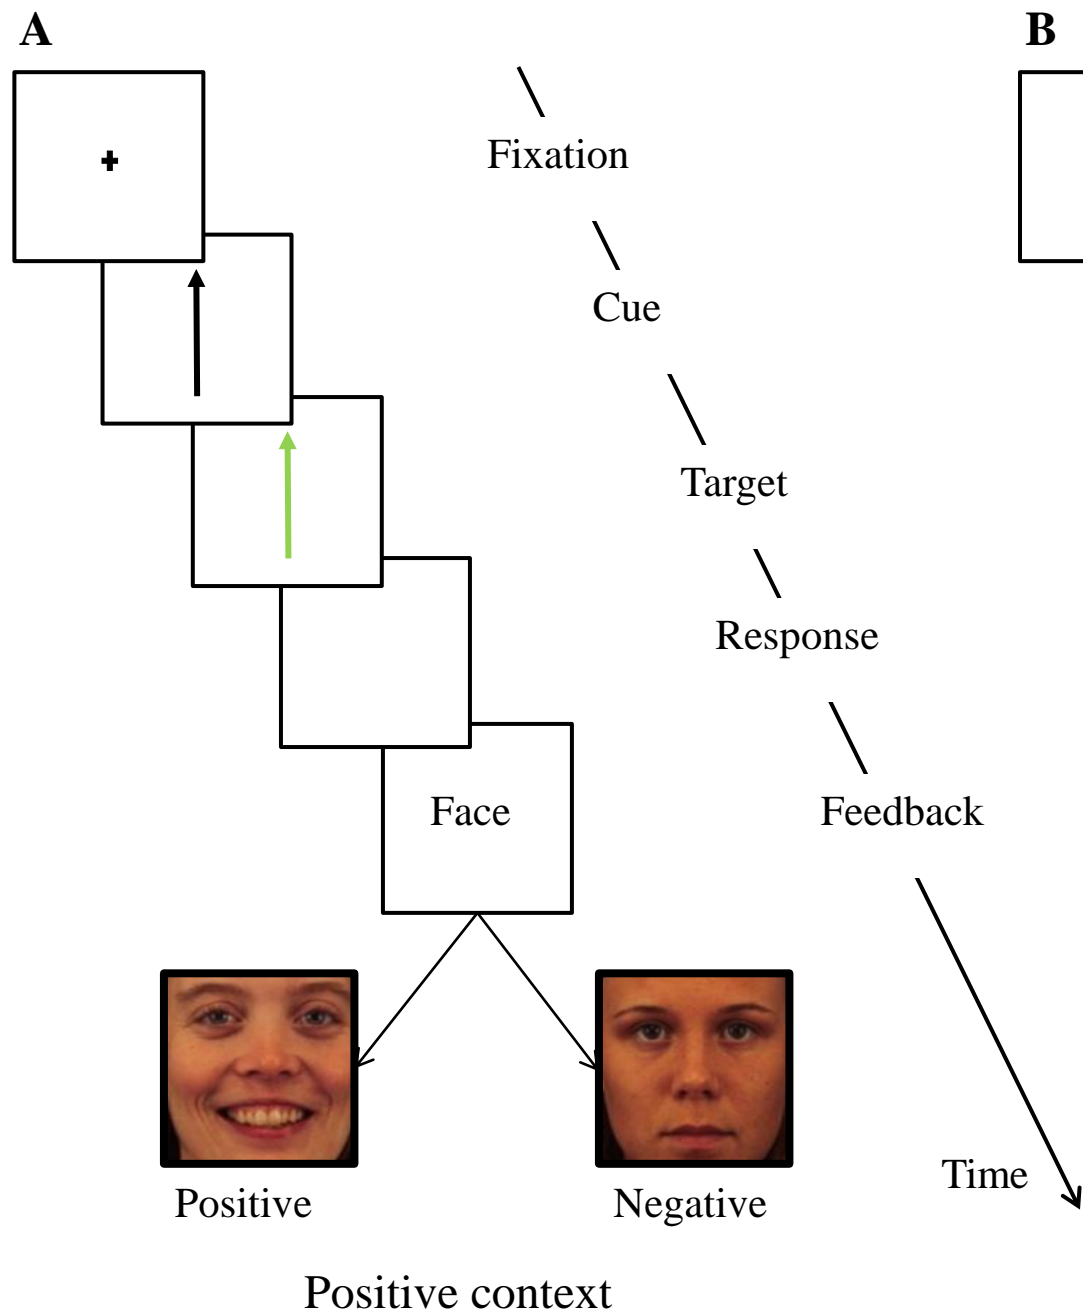 A
B
Fixation
Cue
Target
Response
Face
Feedback
Time
Positive
Negative
Positive context